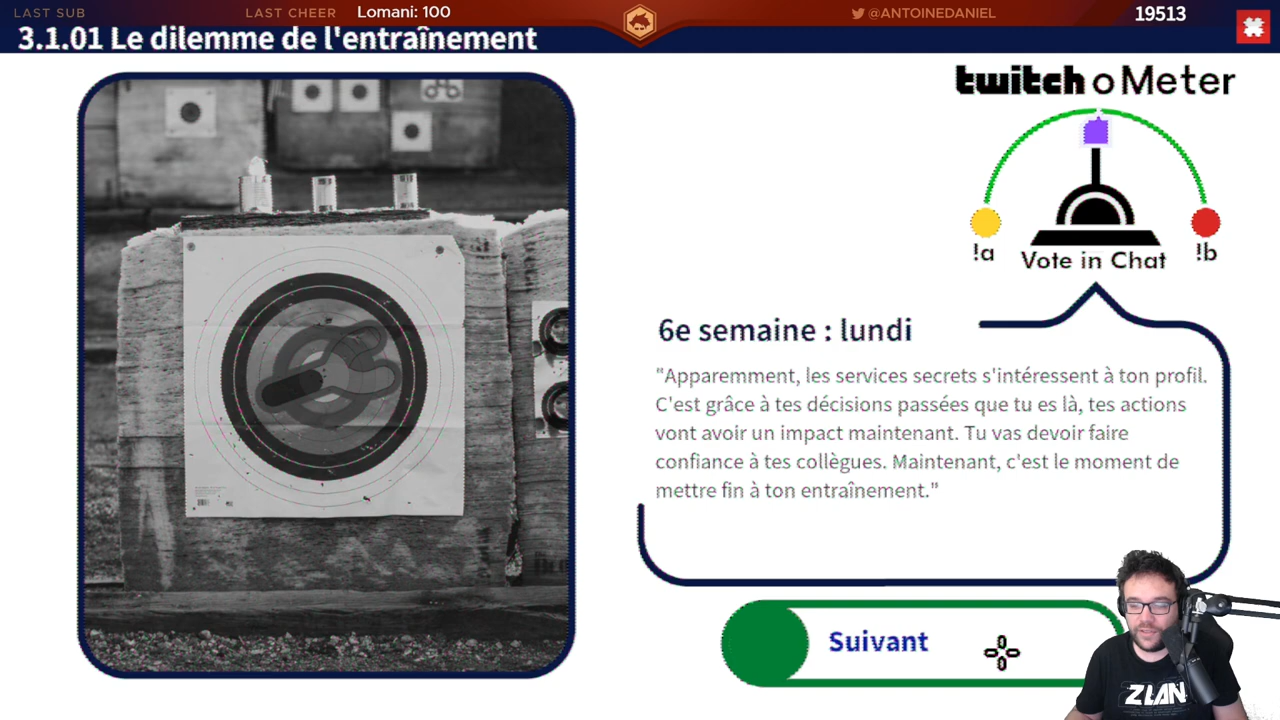 LAST SUB
LAST CHEER Lomani: 100
@ANTOINEDANIEL
19513
3.1.01 Le dilemme de l'entraînement
twitch o Meter
!a
Vote in Chat
!b
6e semaine : lundi
"Apparemment, les services secrets s'intéressent à ton profil.
C'est grâce à tes décisions passées que tu es là, tes actions
vont avoir un impact maintenant. Tu vas devoir faire
confiance à tes collègues. Maintenant, c'est le moment de
mettre fin à ton entraînement."
Suivant
ZLAN